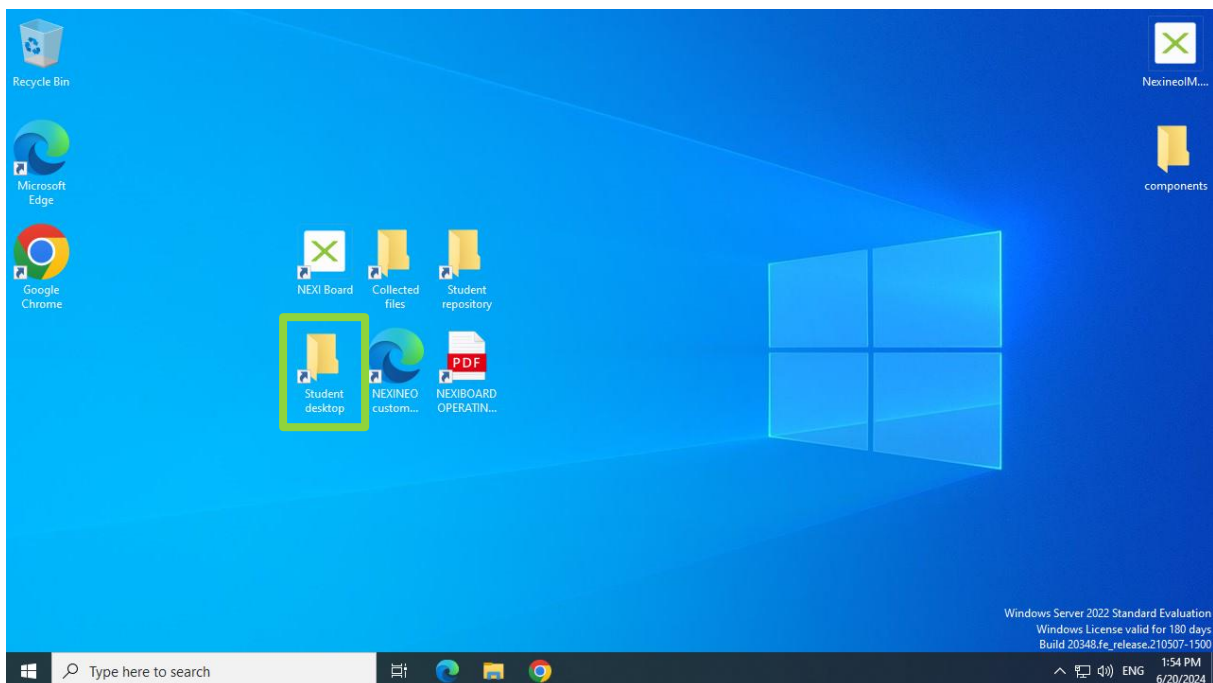 Recycle Bin
NexineolM....
Microsoft
Edge
components
Google
Chrome
NEXI Board
Collected
files
Student
repository
PDF
Student
desktop
NEXINEO
custom...
NEXIBOARD
OPERATIN...
Windows Server 2022 Standard Evaluation
Windows License valid for 180 days
Build 20348.fe_release.210507-1500
Type here to search
ENG
1:54 PM
6/20/2024